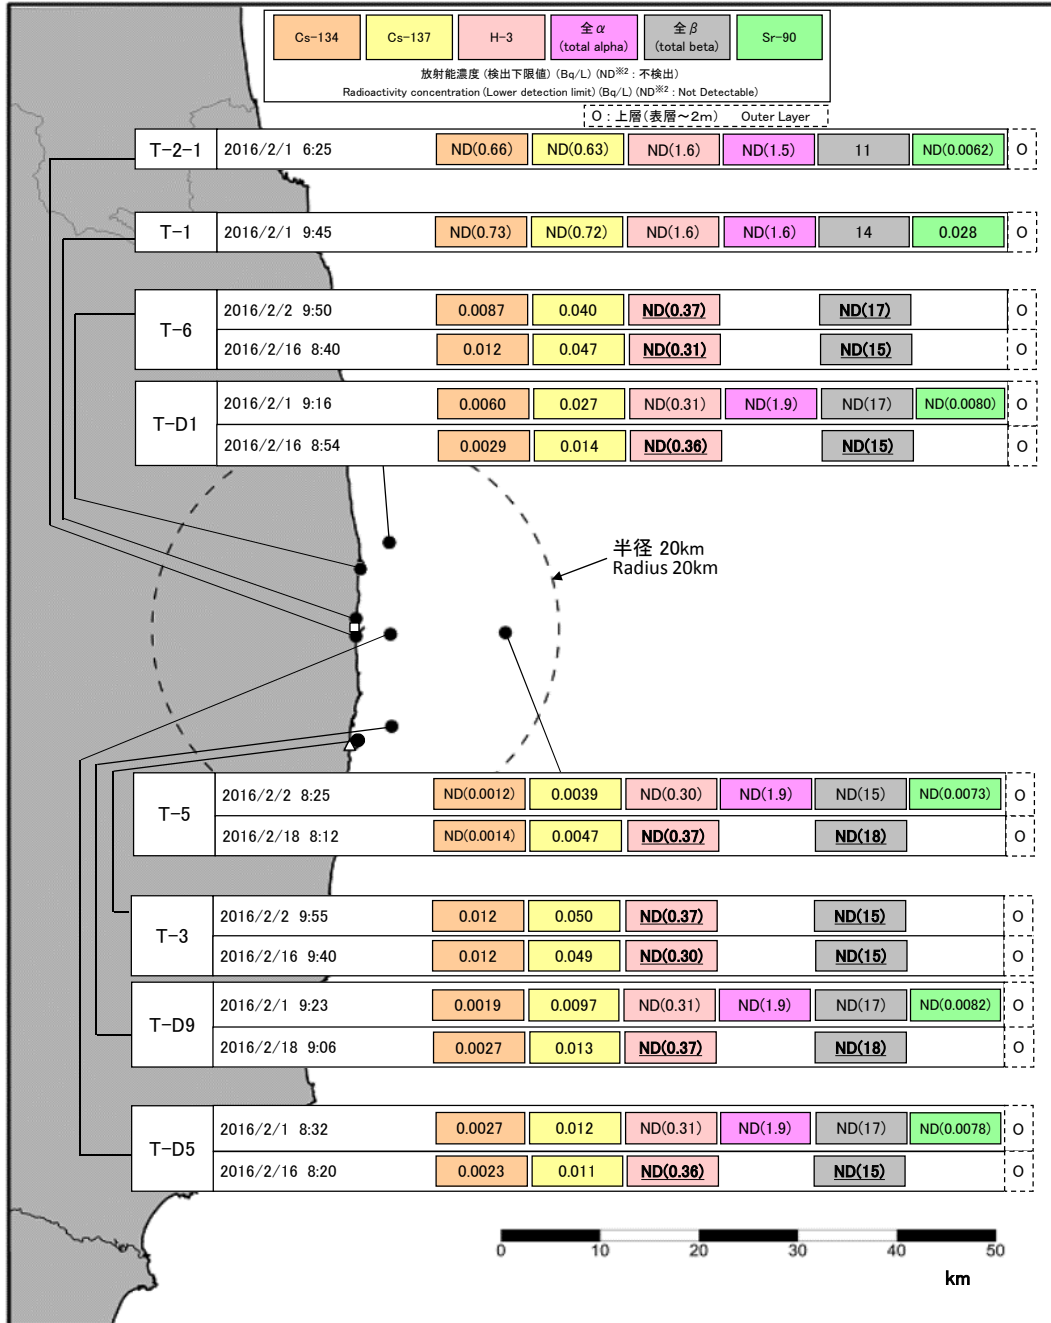 Cs-134 Cs-137 H-3 全α (total alpha) 全β (total beta) Sr-90
放射能濃度 (検出下限値) (Bq/L) (ND※2 : 不検出)
Radioactivity concentration (Lower detection limit) (Bq/L) (ND※2 : Not Detectable)
O : 上層(表層~2m) Outer Layer
T-2-1 2016/2/1 6:25 ND(0.66) ND(0.63) ND(1.6) ND(1.5) 11 ND(0.0062) O
T-1 2016/2/1 9:45 ND(0.73) ND(0.72) ND(1.6) ND(1.6) 14 0.028 O
T-6
2016/2/2 9:50 0.0087 0.040 ND(0.37) ND(17) O
2016/2/16 8:40 0.012 0.047 ND(0.31) ND(15) O
T-D1
2016/2/1 9:16 0.0060 0.027 ND(0.31) ND(1.9) ND(17) ND(0.0080) O
2016/2/16 8:54 0.0029 0.014 ND(0.36) ND(15) O
半径 20km
Radius 20km
T-5
2016/2/2 8:25 ND(0.0012) 0.0039 ND(0.30) ND(1.9) ND(15) ND(0.0073) O
2016/2/18 8:12 ND(0.0014) 0.0047 ND(0.37) ND(18) O
T-3
2016/2/2 9:55 0.012 0.050 ND(0.37) ND(15) O
2016/2/16 9:40 0.012 0.049 ND(0.30) ND(15) O
T-D9
2016/2/1 9:23 0.0019 0.0097 ND(0.31) ND(1.9) ND(17) ND(0.0082) O
2016/2/18 9:06 0.0027 0.013 ND(0.37) ND(18) O
T-D5
2016/2/1 8:32 0.0027 0.012 ND(0.31) ND(1.9) ND(17) ND(0.0078) O
2016/2/16 8:20 0.0023 0.011 ND(0.36) ND(15) O
0 10 20 30 40 50
km